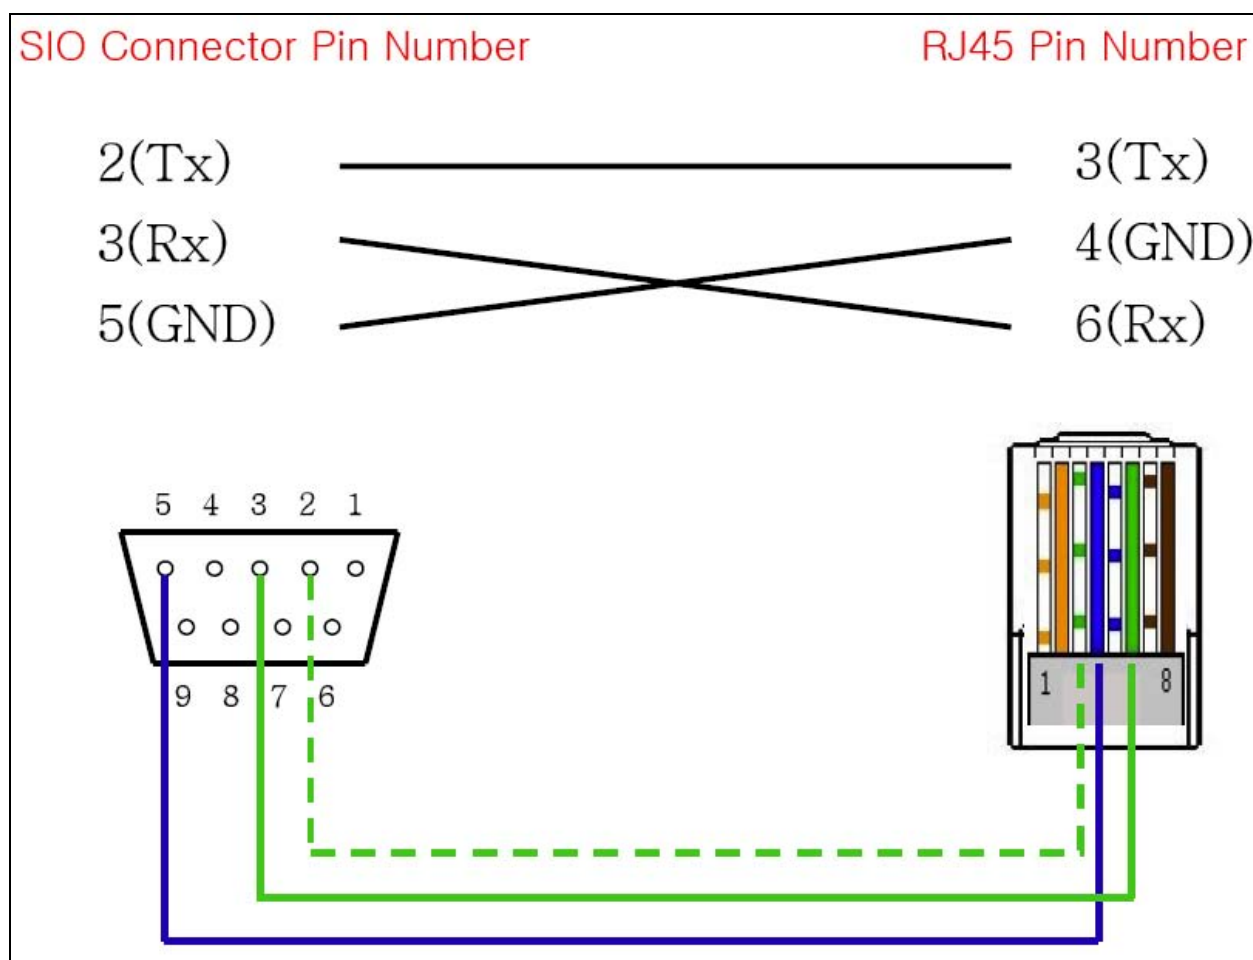 SIO Connector Pin Number RJ45 Pin Number
2(Tx) 3(Tx)
3(Rx) 4(GND)
5(GND) 6(Rx)
5 4 3 2 1
9 8 7 6
1 8